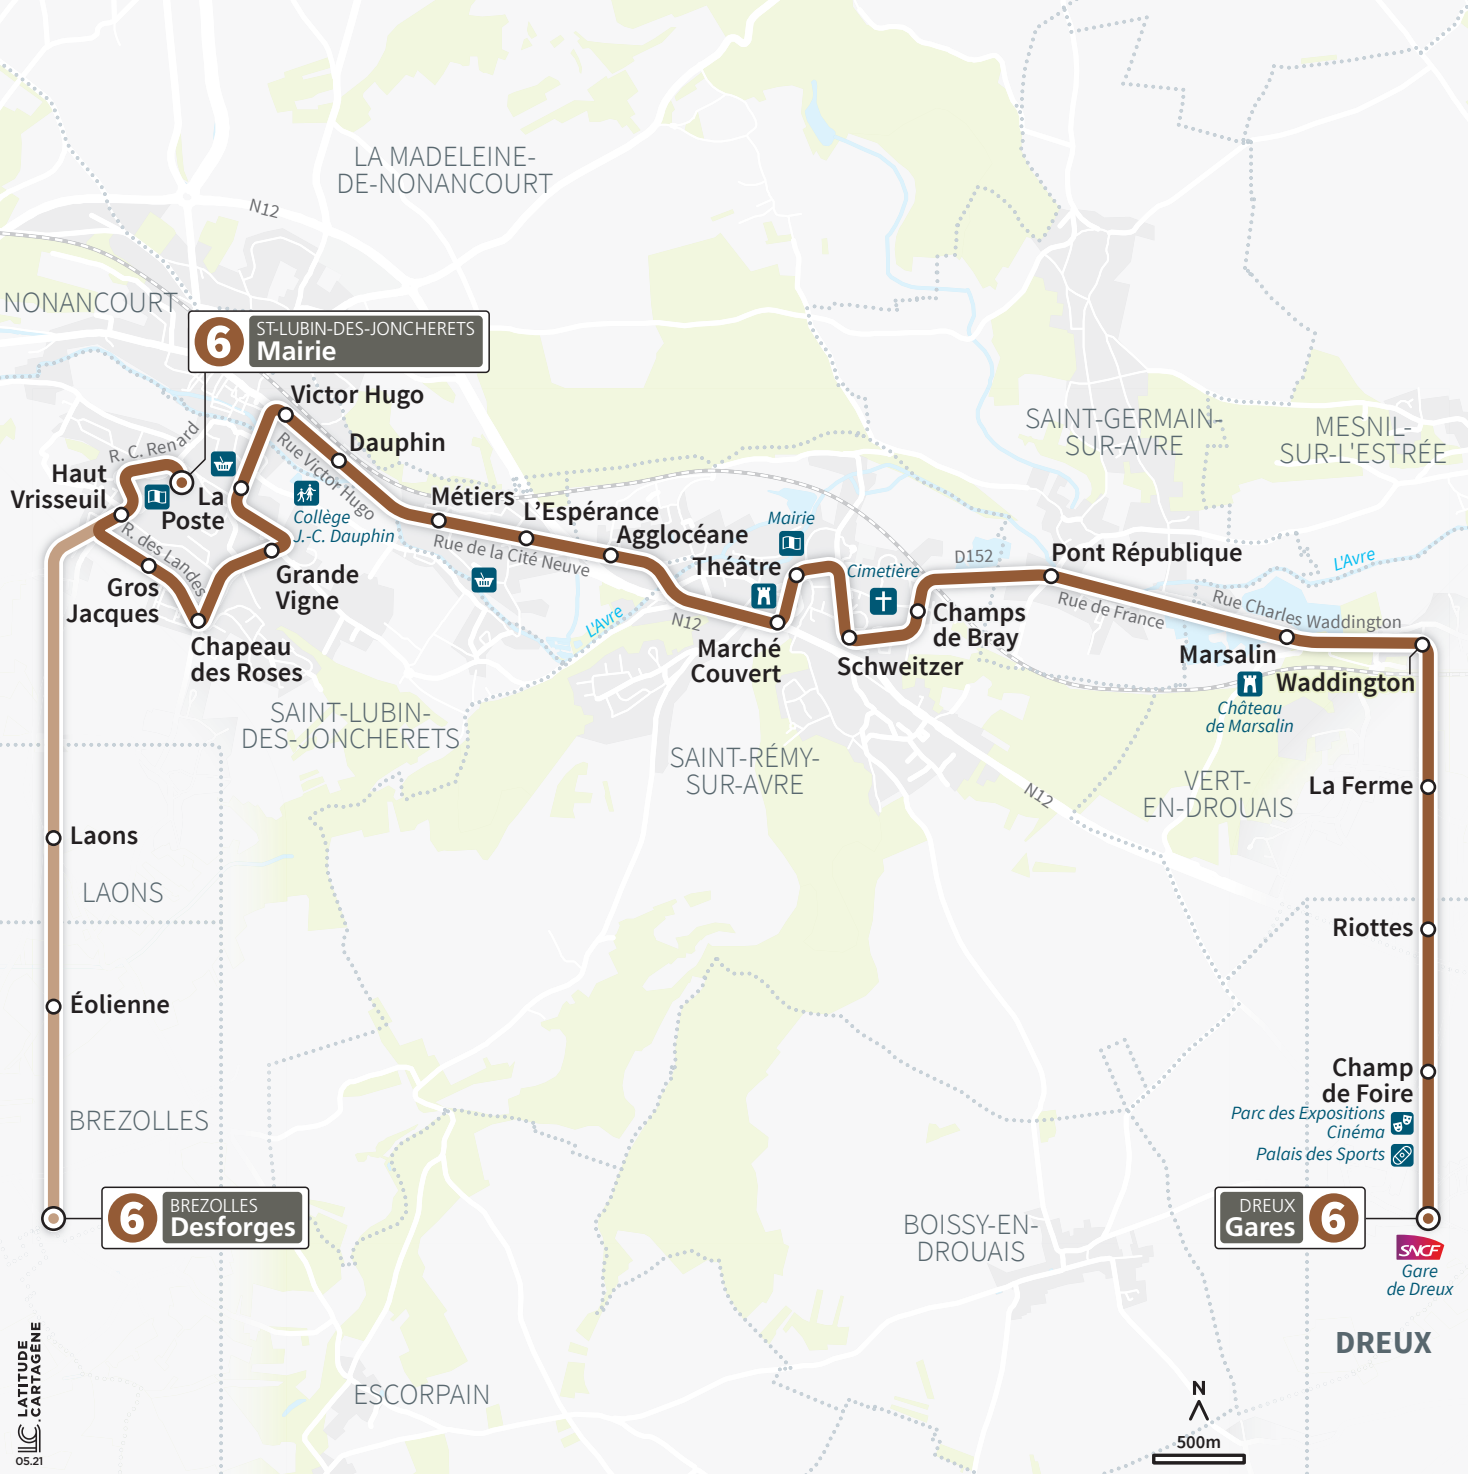 LA MADELEINE-
DE-NONANCOURT
N12
NONANCOURT
6
ST-LUBIN-DES-JONCHERETS
Mairie
Victor Hugo
Dauphin
R. C. Renard
Rue Victor Hugo
Haut
Vrisseuil
La
Poste
Collège
J.-C. Dauphin
R. des Landes
Gros
Jacques
Grande
Vigne
Chapeau
des Roses
Métiers
L'Espérance
Agglocéane
Rue de la Cité Neuve
Mairie
Théâtre
Cimetière
L'Avre
N12
Marché
Couvert
Schweitzer
Champs
de Bray
D152
Pont République
Rue de France
SAINT-GERMAIN-
SUR-AVRE
MESNIL-
SUR-L'ESTRÉE
L'Avre
Rue Charles Waddington
Marsalin
Waddington
Château
de Marsalin
SAINT-LUBIN-
DES-JONCHERETS
SAINT-RÉMY-
SUR-AVRE
N12
VERT-
EN-DROUAIS
La Ferme
Laons
LAONS
Riottes
Éolienne
Champ
de Foire
Parc des Expositions
Cinéma
Palais des Sports
BREZOLLES
6
BREZOLLES
Desforges
BOISSY-EN-
DROUAIS
DREUX
Gares
6
SNCF
Gare
de Dreux
DREUX
ESCORPAIN
N
500m
LATITUDE
.CARTAGÈNE
LC
05.21